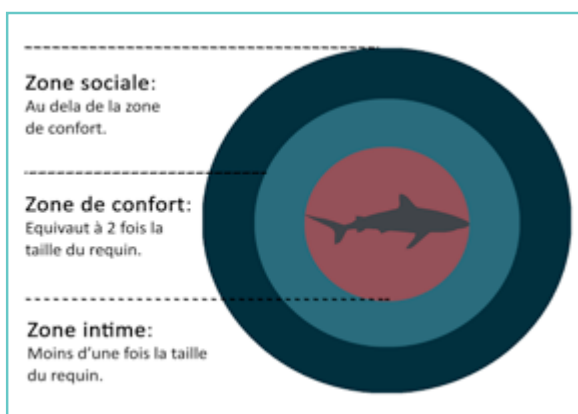 Zone sociale:
Au dela de la zone
de confort.
Zone de confort:
Equivaut à 2 fois la
taille du requin.
Zone intime:
Moins d'une fois la taille
du requin.